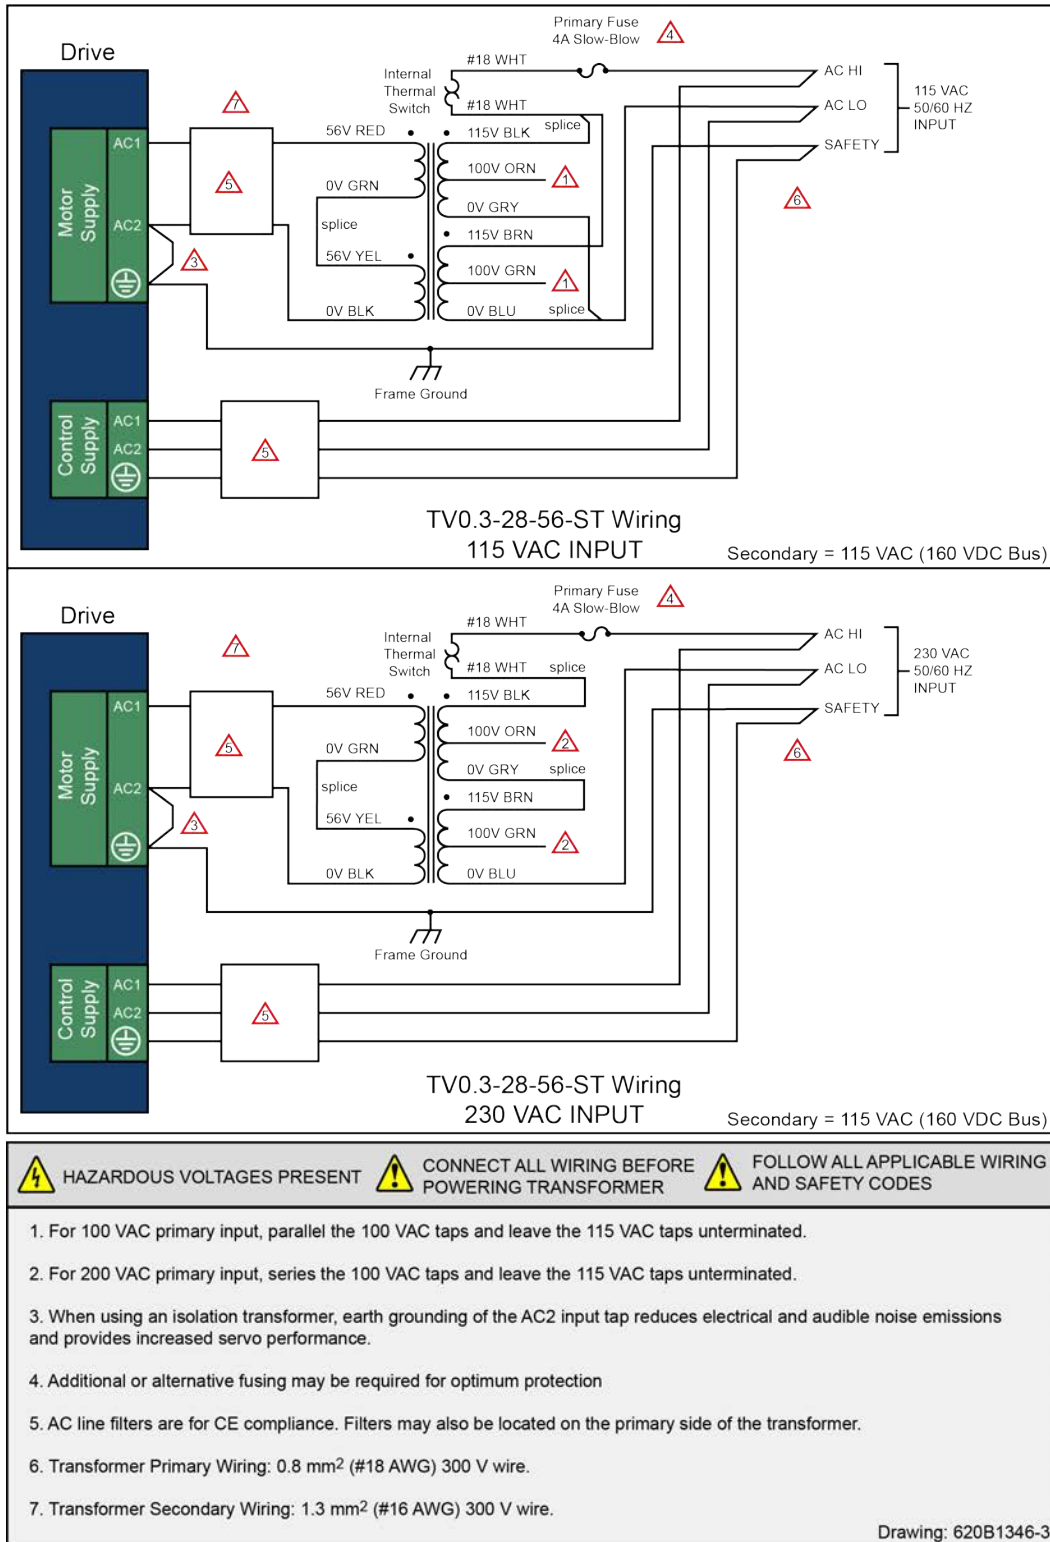 Primary Fuse
4A Slow-Blow
4
Drive
#18 WHT
AC HI
Internal
Thermal
Switch
115 VAC
50/60 HZ
INPUT
7
#18 WHT
AC LO
splice
AC1
56V RED
115V BLK
SAFETY
5
100V ORN
1
0V GRN
6
Motor
Supply
0V GRY
AC2
splice
115V BRN
3
56V YEL
100V GRN
1
0V BLK
0V BLU
splice
Frame Ground
Control
Supply
AC1
AC2
5
TV0.3-28-56-ST Wiring
115 VAC INPUT
Secondary = 115 VAC (160 VDC Bus)
Primary Fuse
4A Slow-Blow
4
Drive
#18 WHT
AC HI
Internal
Thermal
Switch
230 VAC
50/60 HZ
INPUT
7
#18 WHT
splice
AC LO
AC1
56V RED
115V BLK
SAFETY
5
100V ORN
2
0V GRN
6
Motor
Supply
0V GRY
splice
AC2
splice
115V BRN
3
56V YEL
100V GRN
2
0V BLK
0V BLU
Frame Ground
Control
Supply
AC1
AC2
5
TV0.3-28-56-ST Wiring
230 VAC INPUT
Secondary = 115 VAC (160 VDC Bus)
HAZARDOUS VOLTAGES PRESENT
CONNECT ALL WIRING BEFORE
POWERING TRANSFORMER
FOLLOW ALL APPLICABLE WIRING
AND SAFETY CODES
1. For 100 VAC primary input, parallel the 100 VAC taps and leave the 115 VAC taps unterminated.
2. For 200 VAC primary input, series the 100 VAC taps and leave the 115 VAC taps unterminated.
3. When using an isolation transformer, earth grounding of the AC2 input tap reduces electrical and audible noise emissions
and provides increased servo performance.
4. Additional or alternative fusing may be required for optimum protection
5. AC line filters are for CE compliance. Filters may also be located on the primary side of the transformer.
6. Transformer Primary Wiring: 0.8 mm² (#18 AWG) 300 V wire.
7. Transformer Secondary Wiring: 1.3 mm² (#16 AWG) 300 V wire.
Drawing: 620B1346-3